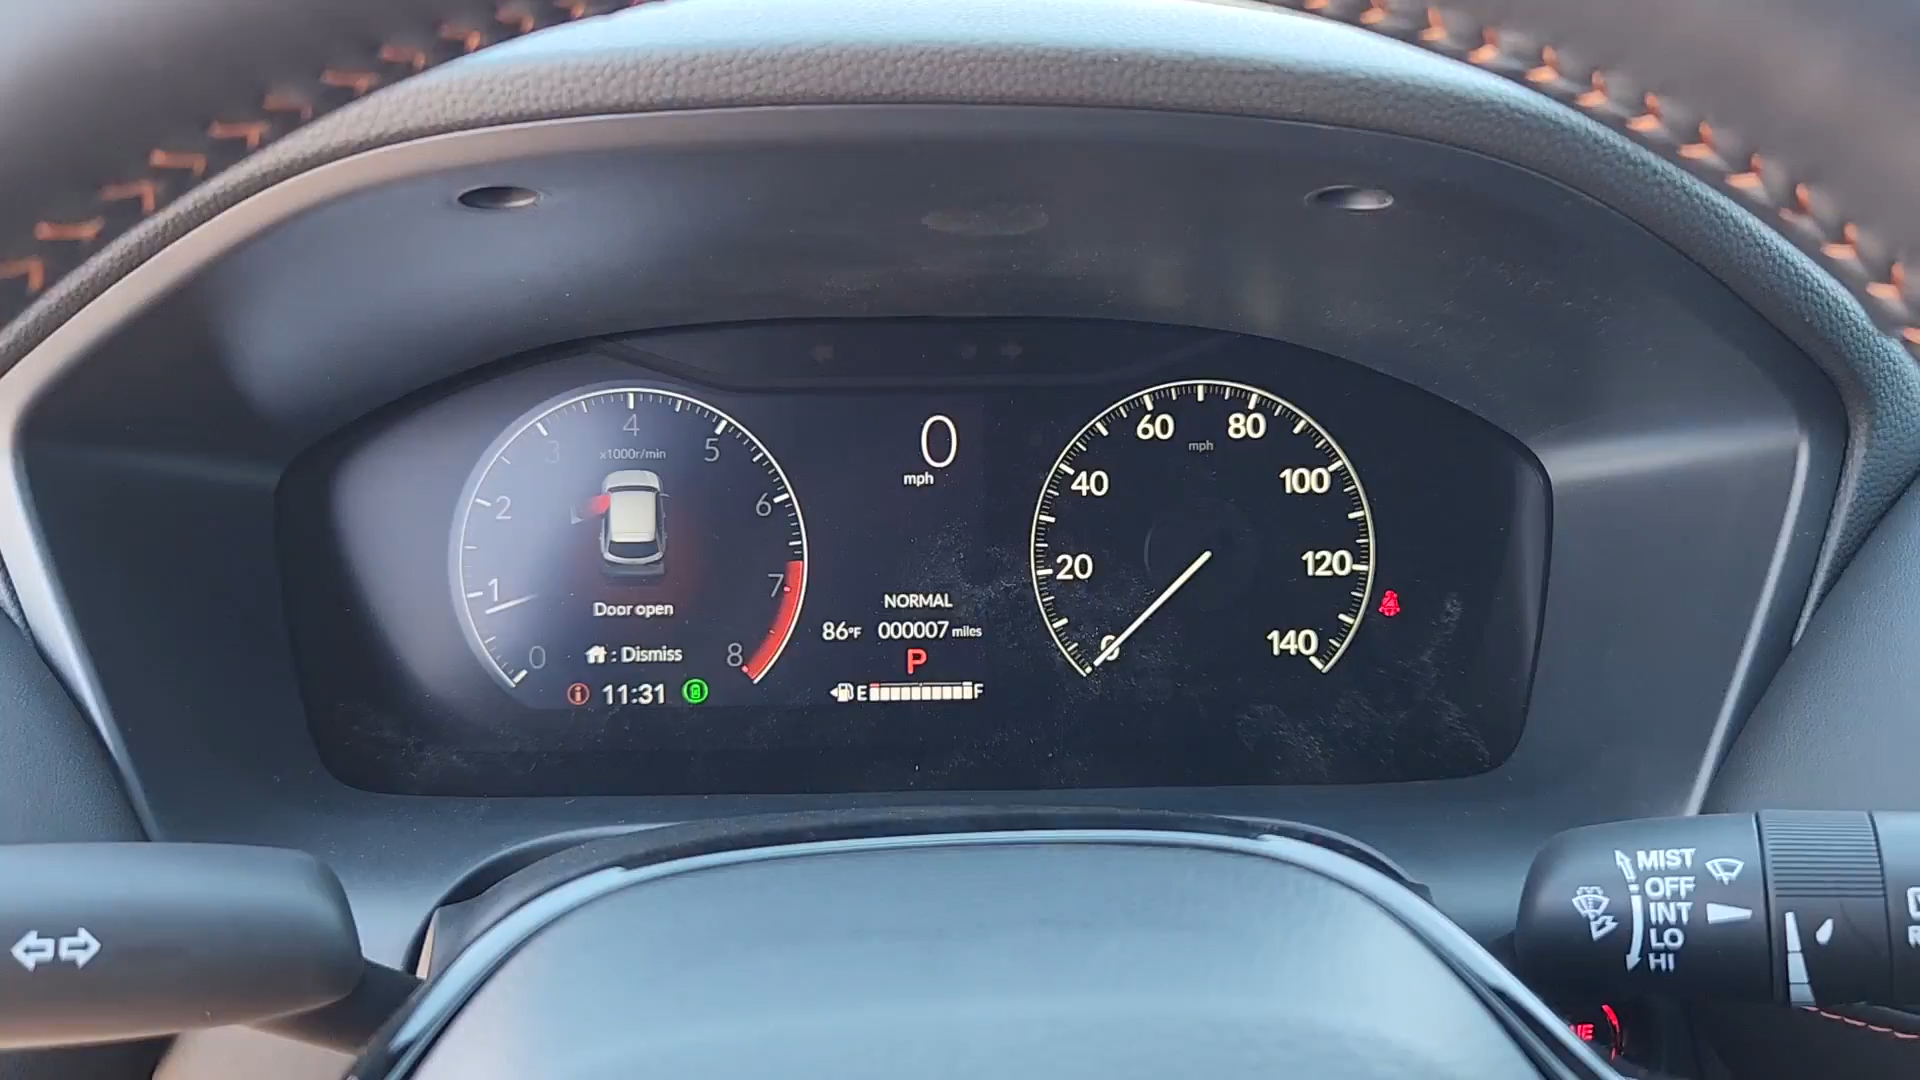 0
1
2
3
4
5
6
7
8
x1000r/min
Door open
: Dismiss
11:31
0
mph
NORMAL
86°F 000007 miles
P
E F
0
20
40
60
80
100
120
140
mph
MIST
OFF
INT
LO
HI